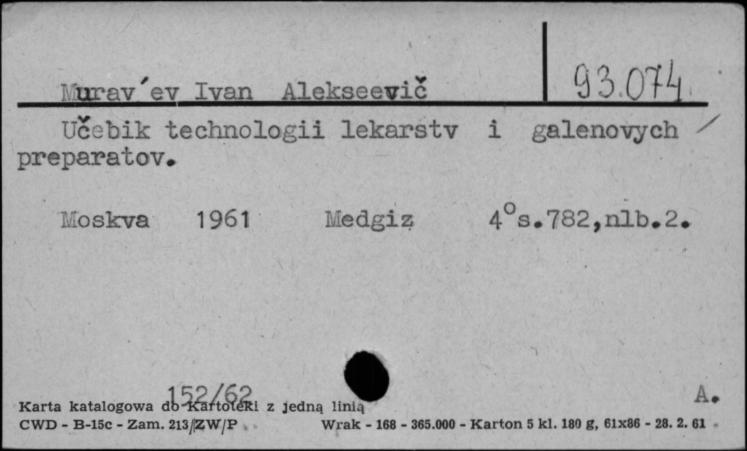 93.074
Murav´ev Ivan Alekseevič
Učebik technologii lekarstv i galenovych
preparatov.
Moskva 1961 Medgiz 4° s.782,nlb.2.
152/62 A.
Karta katalogowa do Kartoteki z jedną linią
CWD - B-15c - Zam. 213/ZW/P Wrak - 168 - 365.000 - Karton 5 kl. 180 g, 61x86 - 28. 2. 61